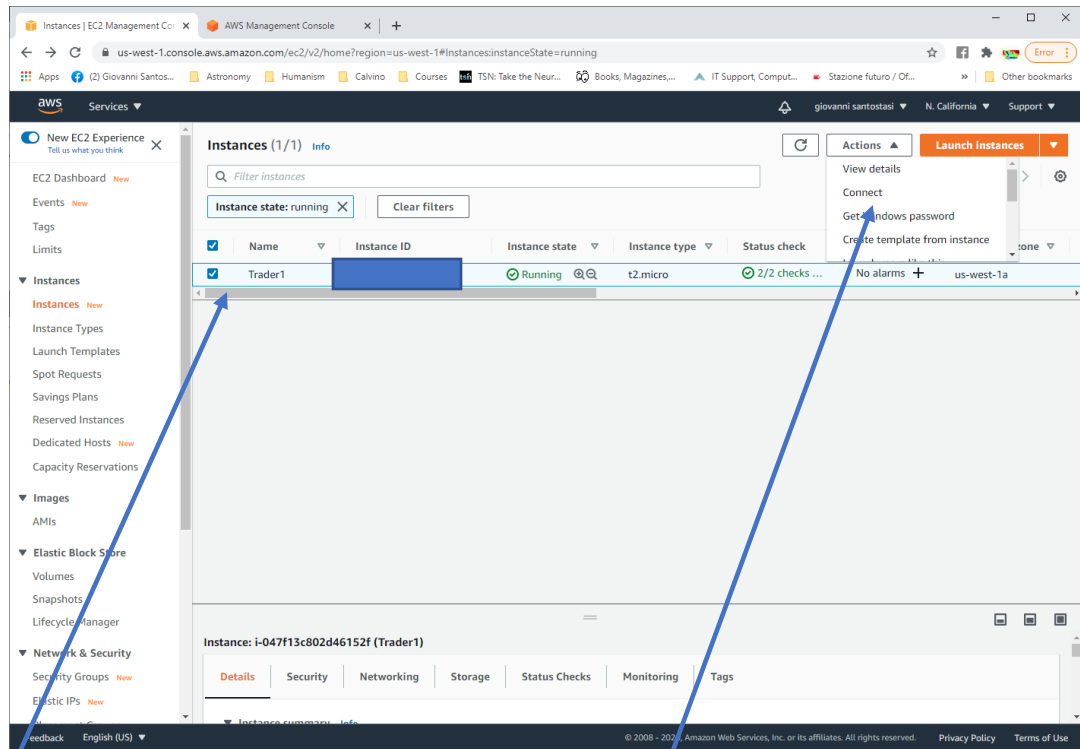 Instances | EC2 Management Con
AWS Management Console
us-west-1.console.aws.amazon.com/ec2/v2/home?region=us-west-1#Instances:instanceState=running
Error
Apps
(2) Giovanni Santos...
Astronomy
Humanism
Calvino
Courses
tsn TSN: Take the Neur...
Books, Magazines,...
IT Support, Comput...
Stazione futuro / Of...
»
Other bookmarks
aws
Services
giovanni santostasi
N. California
Support
New EC2 Experience
Tell us what you think
EC2 Dashboard New
Events New
Tags
Limits
Instances
Instances New
Instance Types
Launch Templates
Spot Requests
Savings Plans
Reserved Instances
Dedicated Hosts New
Capacity Reservations
Images
AMIs
Elastic Block Store
Volumes
Snapshots
Lifecycle Manager
Network & Security
Security Groups New
Elastic IPs New
Instances (1/1) Info
Actions
Launch instances
Filter instances
Instance state: running
Clear filters
View details
Connect
Get Windows password
Create template from instance
Name
Instance ID
Instance state
Instance type
Status check
zone
Trader1
Running
t2.micro
2/2 checks ...
No alarms +
us-west-1a
Instance: i-047f13c802d46152f (Trader1)
Details
Security
Networking
Storage
Status Checks
Monitoring
Tags
Instance summary Info
Feedback
English (US)
© 2008 - Amazon Web Services, Inc. or its affiliates. All rights reserved.
Privacy Policy
Terms of Use